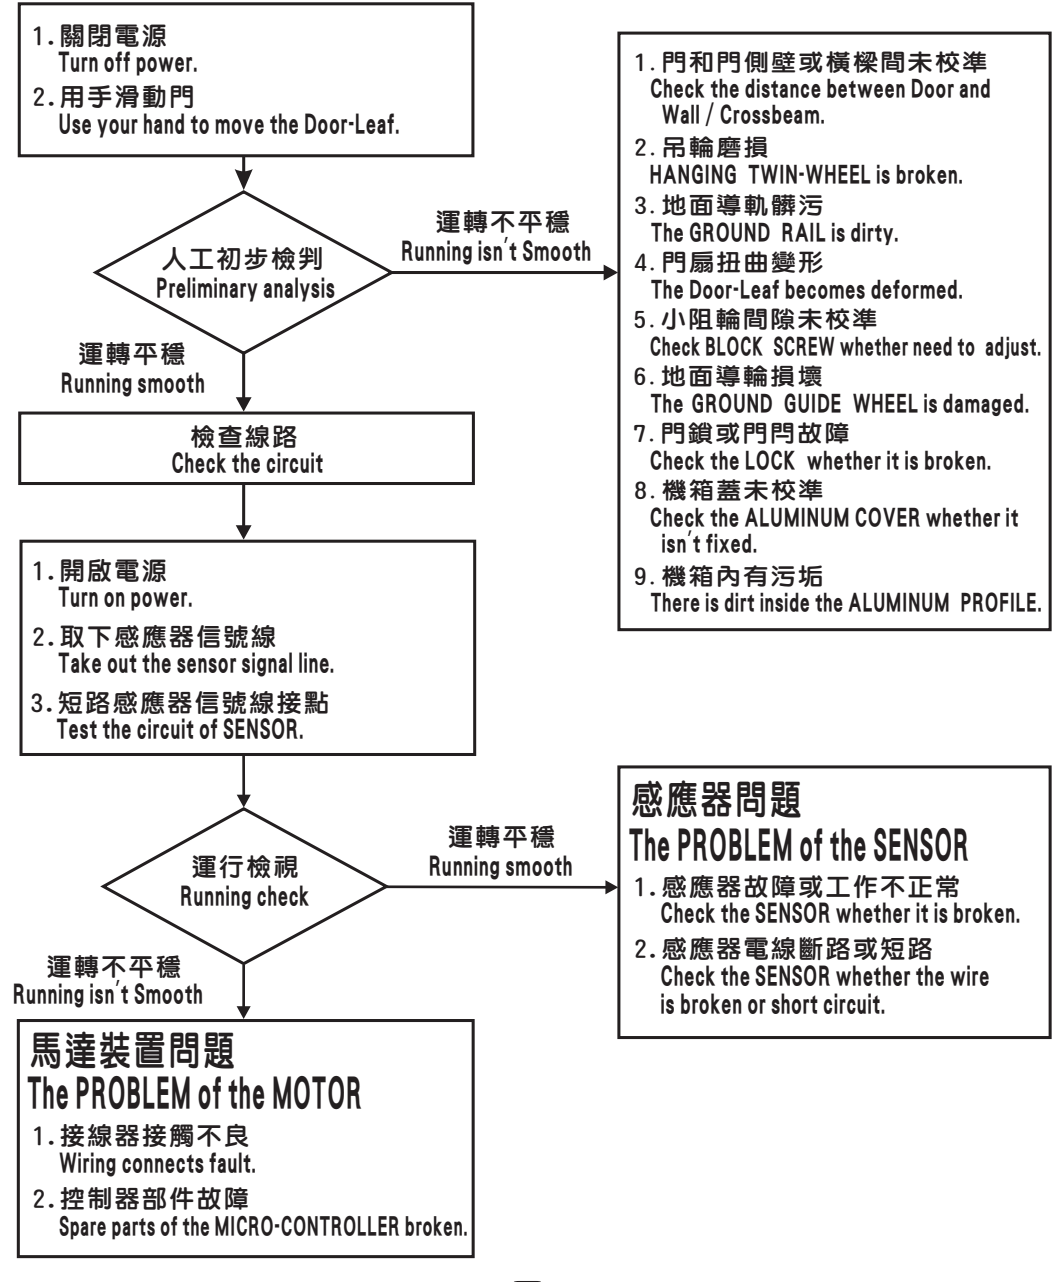 1.關閉電源
Turn off power.
2.用手滑動門
Use your hand to move the Door-Leaf.
人工初步檢判
Preliminary analysis
運轉不平穩
Running isn't Smooth
1.門和門側壁或橫樑間未校準
Check the distance between Door and
Wall / Crossbeam.
2.吊輪磨損
HANGING TWIN-WHEEL is broken.
3.地面導軌髒污
The GROUND RAIL is dirty.
4.門扇扭曲變形
The Door-Leaf becomes deformed.
5.小阻輪間隙未校準
Check BLOCK SCREW whether need to adjust.
6.地面導輪損壞
The GROUND GUIDE WHEEL is damaged.
7.門鎖或門閂故障
Check the LOCK whether it is broken.
8.機箱蓋未校準
Check the ALUMINUM COVER whether it
isn't fixed.
9.機箱內有污垢
There is dirt inside the ALUMINUM PROFILE.
運轉平穩
Running smooth
檢查線路
Check the circuit
1.開啟電源
Turn on power.
2.取下感應器信號線
Take out the sensor signal line.
3.短路感應器信號線接點
Test the circuit of SENSOR.
運行檢視
Running check
運轉平穩
Running smooth
感應器問題
The PROBLEM of the SENSOR
1.感應器故障或工作不正常
Check the SENSOR whether it is broken.
2.感應器電線斷路或短路
Check the SENSOR whether the wire
is broken or short circuit.
運轉不平穩
Running isn't Smooth
馬達裝置問題
The PROBLEM of the MOTOR
1.接線器接觸不良
Wiring connects fault.
2.控制器部件故障
Spare parts of the MICRO-CONTROLLER broken.